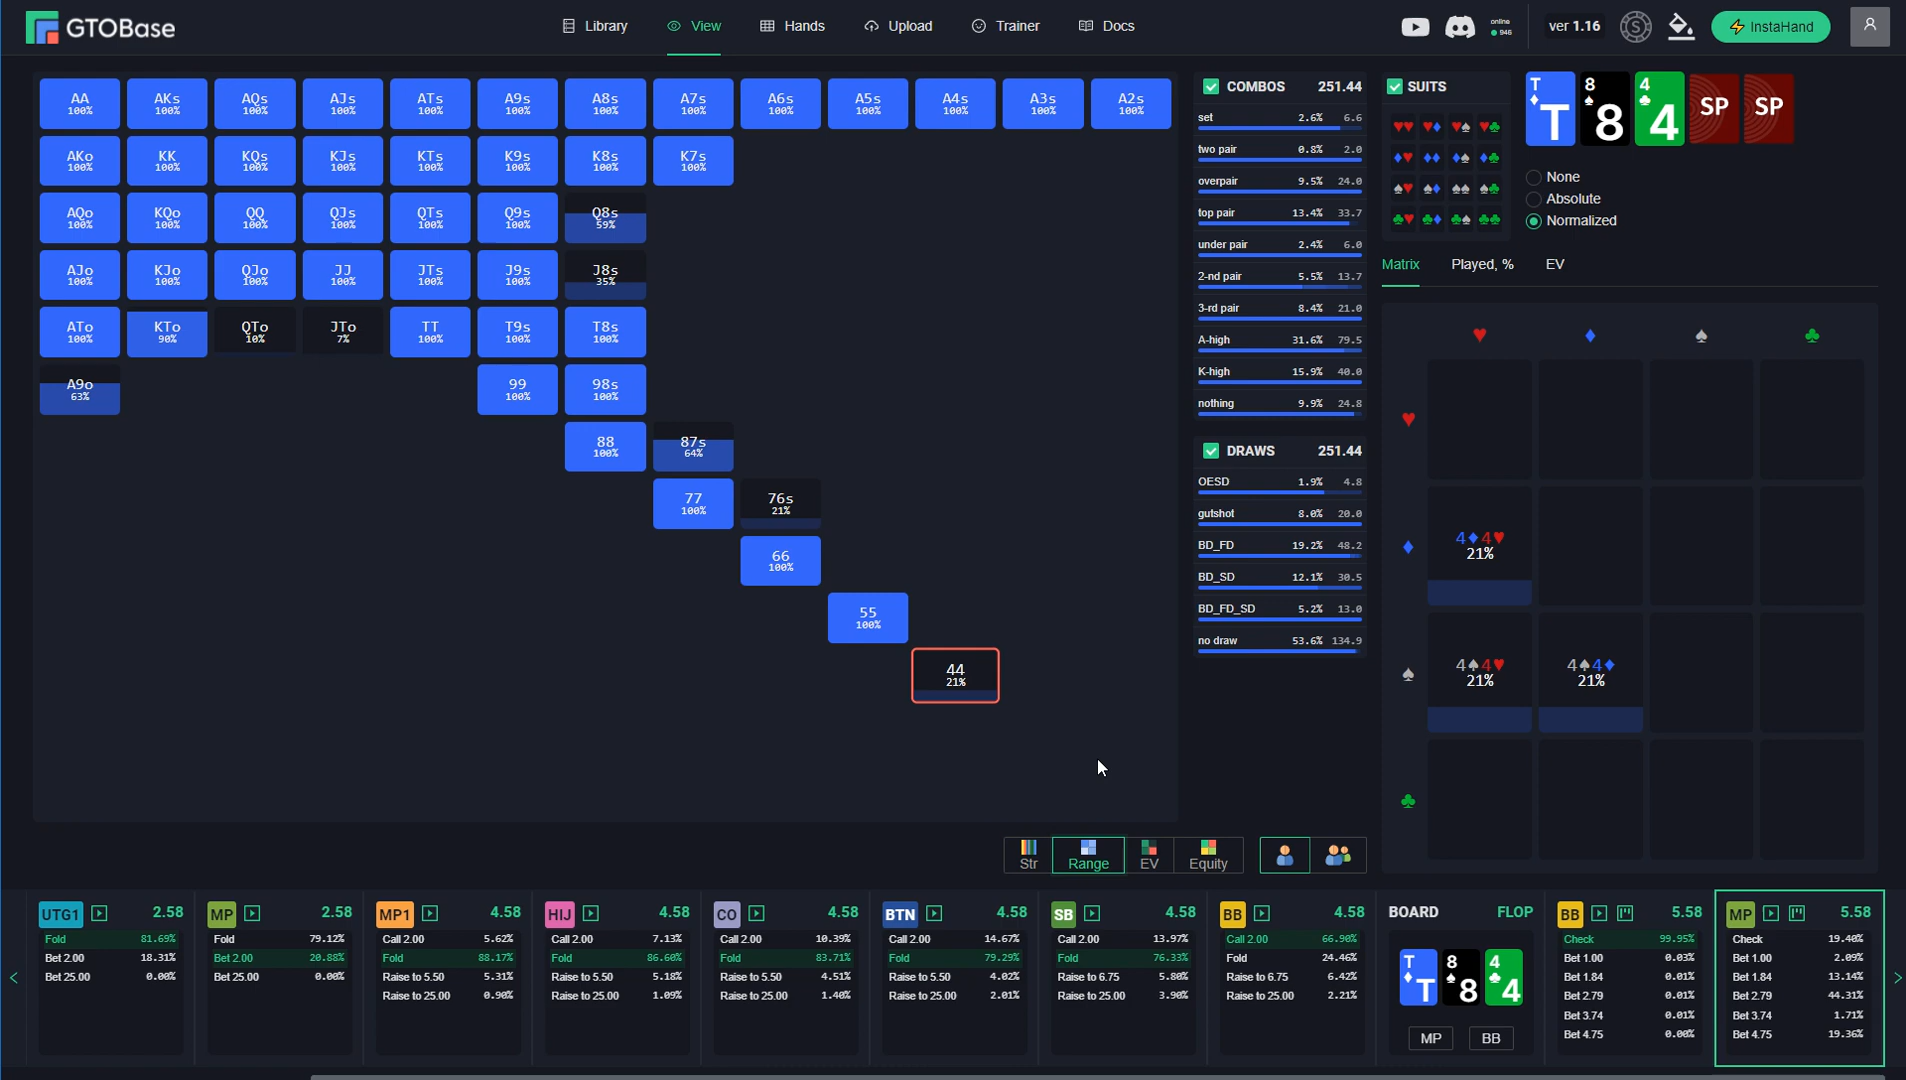 GTOBase
Library
View
Hands
Upload
Trainer
Docs
online
946
ver 1.16
InstaHand
AA 100% AKs 100% AQs 100% AJs 100% ATs 100% A9s 100% A8s 100% A7s 100% A6s 100% A5s 100% A4s 100% A3s 100% A2s 100%
AKo 100% KK 100% KQs 100% KJs 100% KTs 100% K9s 100% K8s 100% K7s 100%
AQo 100% KQo 100% QQ 100% QJs 100% QTs 100% Q9s 100% Q8s 59%
AJo 100% KJo 100% QJo 100% JJ 100% JTs 100% J9s 100% J8s 35%
ATo 100% KTo 90% QTo 10% JTo 7% TT 100% T9s 100% T8s 100%
A9o 63% 99 100% 98s 100%
88 100% 87s 64%
77 100% 76s 21%
66 100%
55 100%
44 21%
COMBOS 251.44
set 2.6% 6.6
two pair 0.8% 2.0
overpair 9.5% 24.0
top pair 13.4% 33.7
under pair 2.4% 6.0
2-nd pair 5.5% 13.7
3-rd pair 8.4% 21.0
A-high 31.6% 79.5
K-high 15.9% 40.0
nothing 9.9% 24.8
DRAWS 251.44
OESD 1.9% 4.8
gutshot 8.0% 20.0
BD_FD 19.2% 48.2
BD_SD 12.1% 30.5
BD_FD_SD 5.2% 13.0
no draw 53.6% 134.9
SUITS
♥♥ ♥♦ ♥♠ ♥♣
♦♥ ♦♦ ♦♠ ♦♣
♠♥ ♠♦ ♠♠ ♠♣
♣♥ ♣♦ ♣♠ ♣♣
T♦ T 8♠ 8 4♣ 4 SP SP
None
Absolute
Normalized
Matrix Played, % EV
♥ ♦ ♠ ♣
♥
♦ 4♦4♥ 21%
♠ 4♠4♥ 21% 4♠4♦ 21%
♣
Str Range EV Equity
UTG1 2.58
Fold 81.69%
Bet 2.00 18.31%
Bet 25.00 0.00%
MP 2.58
Fold 79.12%
Bet 2.00 20.88%
Bet 25.00 0.00%
MP1 4.58
Call 2.00 5.62%
Fold 88.17%
Raise to 5.50 5.31%
Raise to 25.00 0.90%
HIJ 4.58
Call 2.00 7.13%
Fold 86.60%
Raise to 5.50 5.18%
Raise to 25.00 1.09%
CO 4.58
Call 2.00 10.39%
Fold 83.71%
Raise to 5.50 4.51%
Raise to 25.00 1.40%
BTN 4.58
Call 2.00 14.67%
Fold 79.29%
Raise to 5.50 4.02%
Raise to 25.00 2.01%
SB 4.58
Call 2.00 13.97%
Fold 76.33%
Raise to 6.75 5.80%
Raise to 25.00 3.90%
BB 4.58
Call 2.00 66.90%
Fold 24.46%
Raise to 6.75 6.42%
Raise to 25.00 2.21%
BOARD FLOP
T♦ T 8♠ 8 4♣ 4
MP BB
BB 5.58
Check 99.95%
Bet 1.00 0.03%
Bet 1.84 0.01%
Bet 2.79 0.01%
Bet 3.74 0.01%
Bet 4.75 0.00%
MP 5.58
Check 19.40%
Bet 1.00 2.09%
Bet 1.84 13.14%
Bet 2.79 44.31%
Bet 3.74 1.71%
Bet 4.75 19.36%